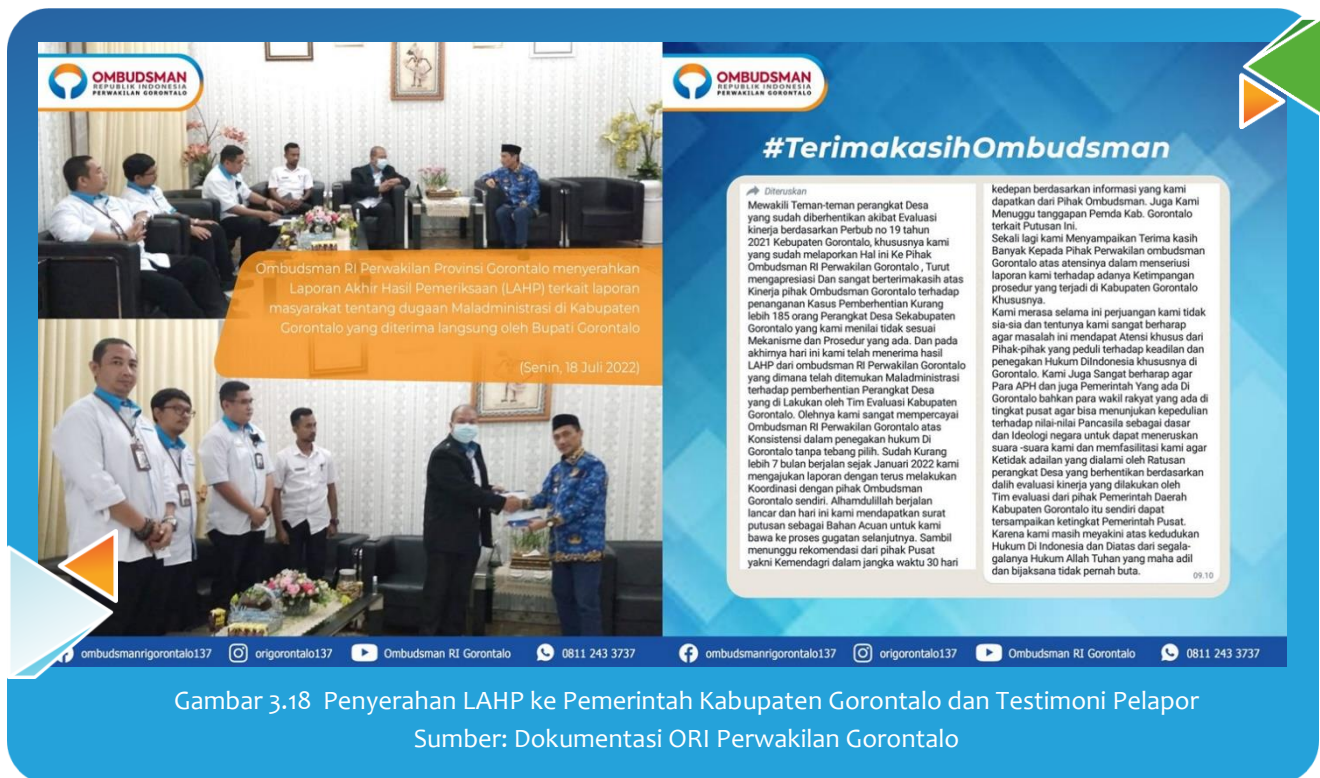 OMBUDSMAN
REPUBLIK INDONESIA
PERWAKILAN GORONTALO
Ombudsman RI Perwakilan Provinsi Gorontalo menyerahkan
Laporan Akhir Hasil Pemeriksaan (LAHP) terkait laporan
masyarakat tentang dugaan Maladministrasi di Kabupaten
Gorontalo yang diterima langsung oleh Bupati Gorontalo
(Senin, 18 Juli 2022)
ombudsmanrigorontalo137
origorontalo137
Ombudsman RI Gorontalo
0811 243 3737
OMBUDSMAN
REPUBLIK INDONESIA
PERWAKILAN GORONTALO
#TerimakasihOmbudsman
Diteruskan
Mewakili Teman-teman perangkat Desa
yang sudah diberhentikan akibat Evaluasi
kinerja berdasarkan Perbub no 19 tahun
2021 Kebupaten Gorontalo, khususnya kami
yang sudah melaporkan Hal ini Ke Pihak
Ombudsman RI Perwakilan Gorontalo , Turut
mengapresiasi Dan sangat berterimakasih atas
Kinerja pihak Ombudsman Gorontalo terhadap
penanganan Kasus Pemberhentian Kurang
lebih 185 orang Perangkat Desa Sekabupaten
Gorontalo yang kami menilai tidak sesuai
Mekanisme dan Prosedur yang ada. Dan pada
akhirnya hari ini kami telah menerima hasil
LAHP dari ombudsman RI Perwakilan Gorontalo
yang dimana telah ditemukan Maladministrasi
terhadap pemberhentian Perangkat Desa
yang di Lakukan oleh Tim Evaluasi Kabupaten
Gorontalo. Olehnya kami sangat mempercayai
Ombudsman RI Perwakilan Gorontalo atas
Konsistensi dalam penegakan hukum Di
Gorontalo tanpa tebang pilih. Sudah Kurang
lebih 7 bulan berjalan sejak Januari 2022 kami
mengajukan laporan dengan terus melakukan
Koordinasi dengan pihak Ombudsman
Gorontalo sendiri. Alhamdulillah berjalan
lancar dan hari ini kami mendapatkan surat
putusan sebagai Bahan Acuan untuk kami
bawa ke proses gugatan selanjutnya. Sambil
menunggu rekomendasi dari pihak Pusat
yakni Kemendagri dalam jangka waktu 30 hari
kedepan berdasarkan informasi yang kami
dapatkan dari Pihak Ombudsman. Juga Kami
Menuggu tanggapan Pemda Kab. Gorontalo
terkait Putusan Ini.
Sekali lagi kami Menyampaikan Terima kasih
Banyak Kepada Pihak Perwakilan ombudsman
Gorontalo atas atensinya dalam menseriusi
laporan kami terhadap adanya Ketimpangan
prosedur yang terjadi di Kabupaten Gorontalo
Khususnya.
Kami merasa selama ini perjuangan kami tidak
sia-sia dan tentunya kami sangat berharap
agar masalah ini mendapat Atensi khusus dari
Pihak-pihak yang peduli terhadap keadilan dan
penegakan Hukum DiIndonesia khususnya di
Gorontalo. Kami Juga Sangat berharap agar
Para APH dan juga Pemerintah Yang ada Di
Gorontalo bahkan para wakil rakyat yang ada di
tingkat pusat agar bisa menunjukan kepedulian
terhadap nilai-nilai Pancasila sebagai dasar
dan Ideologi negara untuk dapat meneruskan
suara -suara kami dan memfasilitasi kami agar
Ketidak adailan yang dialami oleh Ratusan
perangkat Desa yang berhentikan berdasarkan
dalih evaluasi kinerja yang dilakukan oleh
Tim evaluasi dari pihak Pemerintah Daerah
Kabupaten Gorontalo itu sendiri dapat
tersampaikan ketingkat Pemerintah Pusat.
Karena kami masih meyakini atas kedudukan
Hukum Di Indonesia dan Diatas dari segala-
galanya Hukum Allah Tuhan yang maha adil
dan bijaksana tidak pernah buta.
09.10
ombudsmanrigorontalo137
origorontalo137
Ombudsman RI Gorontalo
0811 243 3737
Gambar 3.18 Penyerahan LAHP ke Pemerintah Kabupaten Gorontalo dan Testimoni Pelapor
Sumber: Dokumentasi ORI Perwakilan Gorontalo